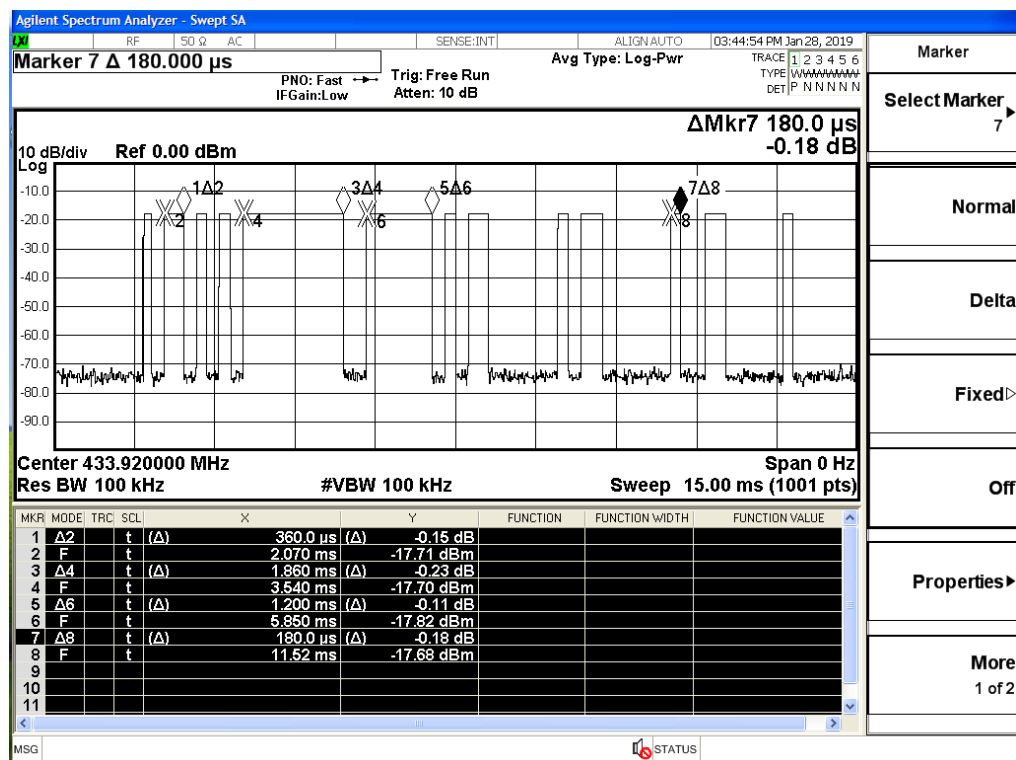 Agilent Spectrum Analyzer - Swept SA
LXI RF 50 Ω AC SENSE:INT ALIGN AUTO 03:44:54 PM Jan 28, 2019
Marker 7 Δ 180.000 µs
PNO: Fast
IFGain:Low
Trig: Free Run
Atten: 10 dB
Avg Type: Log-Pwr
TRACE 1 2 3 4 5 6
TYPE
DET P N N N N N
ΔMkr7 180.0 µs
-0.18 dB
10 dB/div Ref 0.00 dBm
Log
-10.0
-20.0
-30.0
-40.0
-50.0
-60.0
-70.0
-80.0
-90.0
1Δ2
3Δ4
5Δ6
7Δ8
2
4
6
8
Center 433.920000 MHz
Span 0 Hz
Res BW 100 kHz
#VBW 100 kHz
Sweep 15.00 ms (1001 pts)
MKR MODE TRC SCL X Y FUNCTION FUNCTION WIDTH FUNCTION VALUE
1 Δ2 t (Δ) 360.0 µs (Δ) -0.15 dB
2 F t 2.070 ms -17.71 dBm
3 Δ4 t (Δ) 1.860 ms (Δ) -0.23 dB
4 F t 3.540 ms -17.70 dBm
5 Δ6 t (Δ) 1.200 ms (Δ) -0.11 dB
6 F t 5.850 ms -17.82 dBm
7 Δ8 t (Δ) 180.0 µs (Δ) -0.18 dB
8 F t 11.52 ms -17.68 dBm
9
10
11
MSG
STATUS
Marker
Select Marker
7
Normal
Delta
Fixed
Off
Properties
More
1 of 2